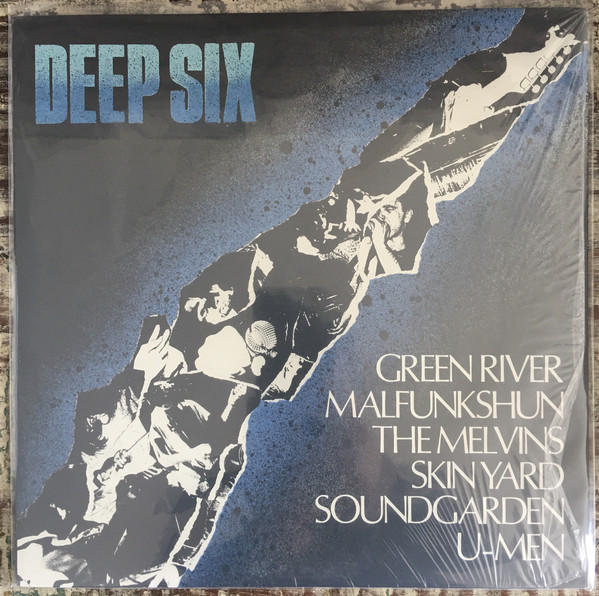 DEEP SIX
GREEN RIVER
MALFUNKSHUN
THE MELVINS
SKIN YARD
SOUNDGARDEN
U-MEN